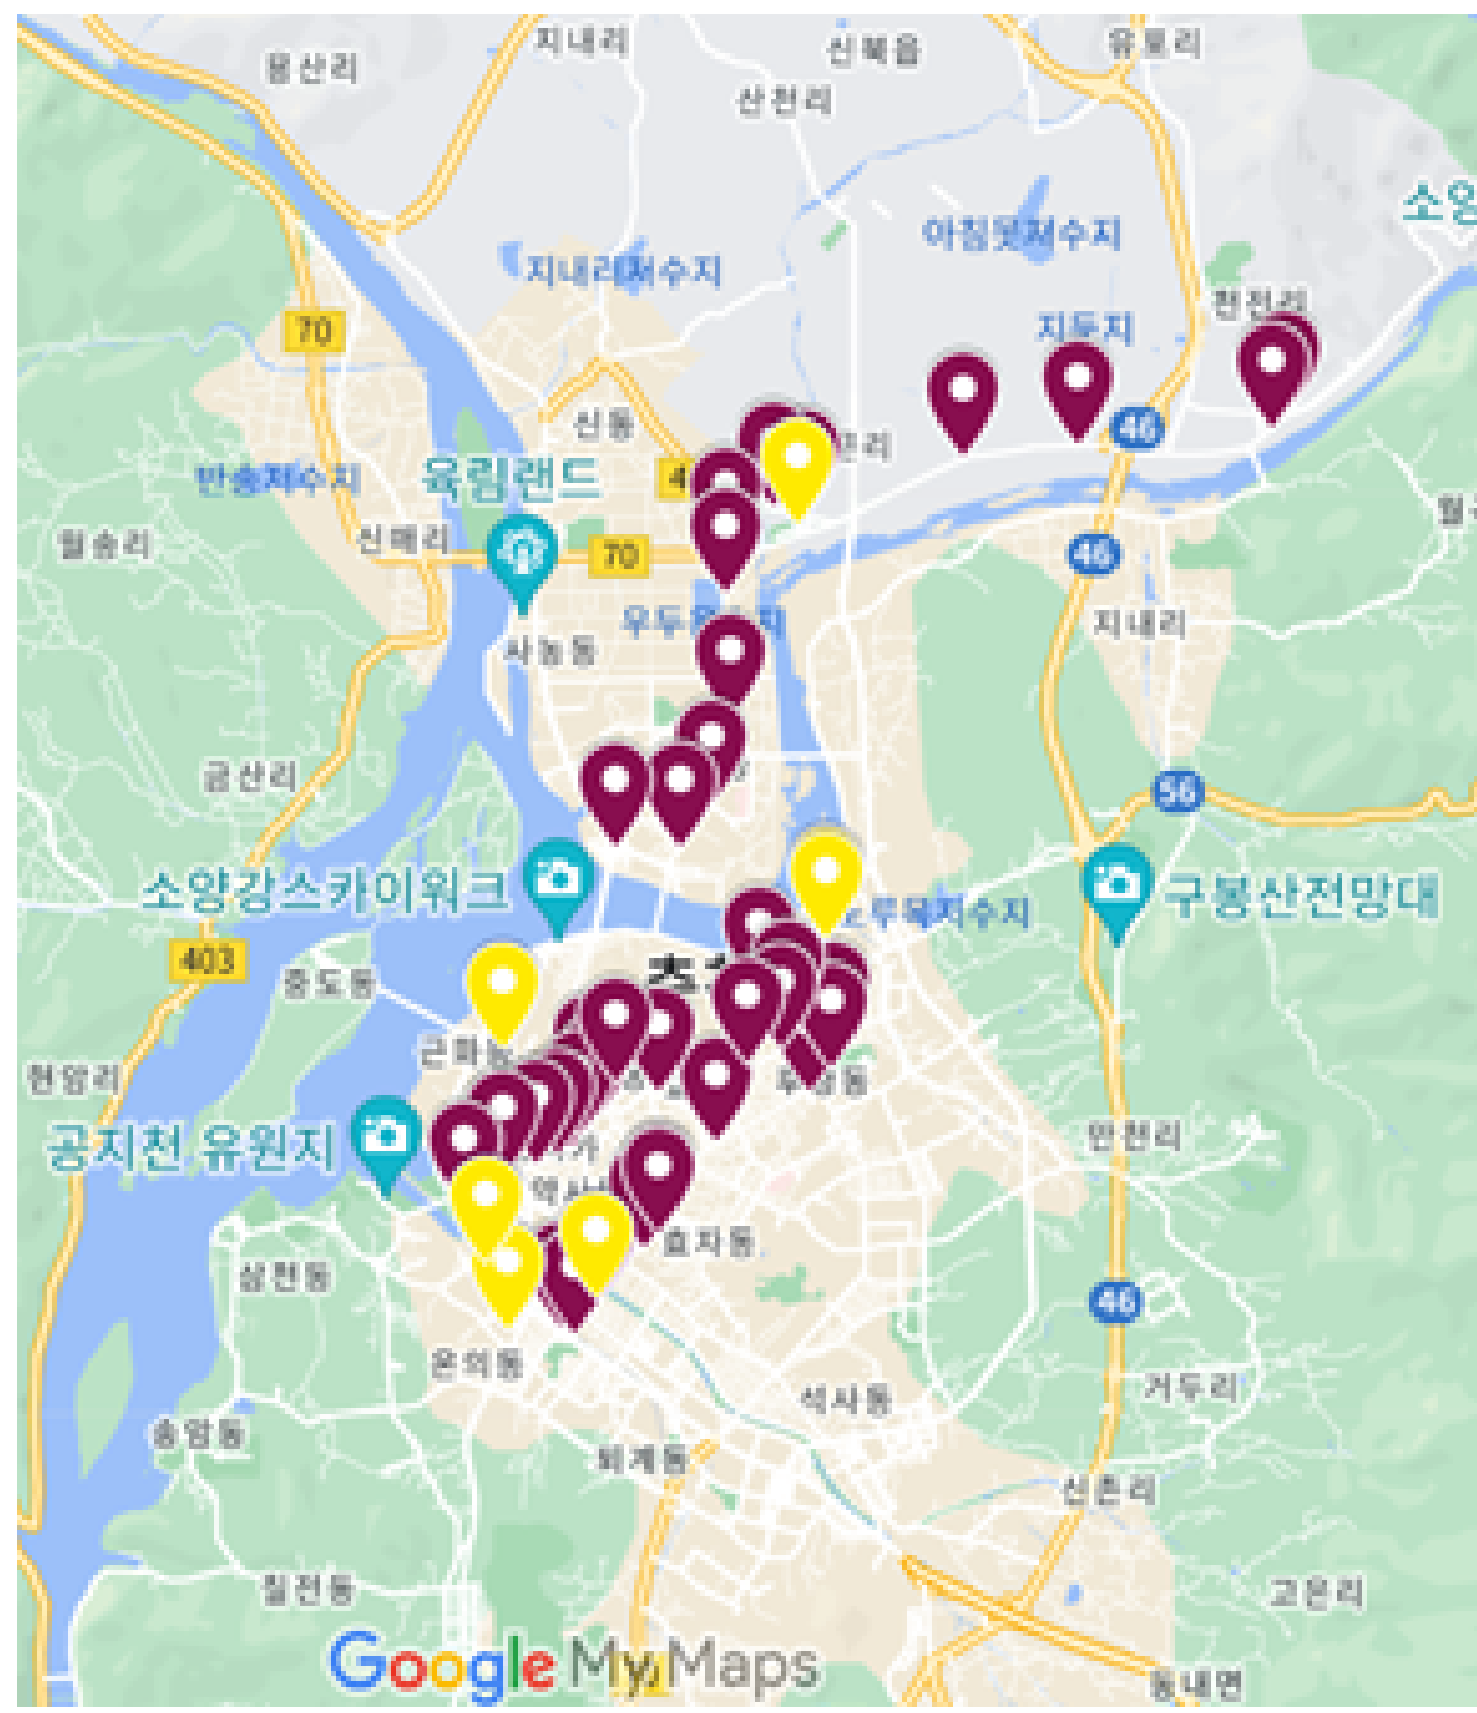 지내리
신북읍
유포리
용산리
산천리
소양
아침못저수지
지내리저수지
천전리
지두지
70
신동
46
육림랜드
반송저수지
신매리
70
월송리
46
우두
지내리
사농동
금산리
56
소양강스카이워크
구봉산전망대
403
중도동
근화동
현암리
공지천 유원지
안천리
효자동
삼천동
46
온의동
거두리
석사동
송암동
퇴계동
신촌리
칠전동
고은리
Google My Maps
동내면